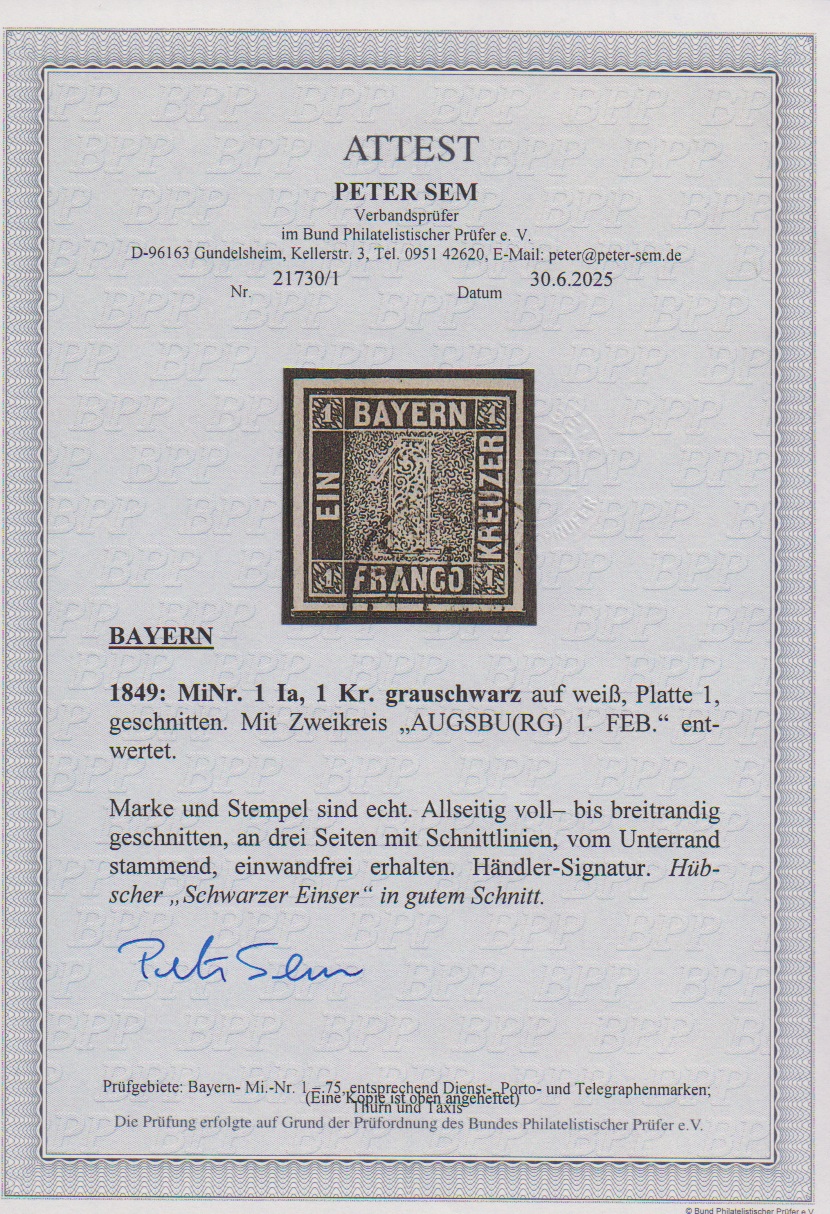 ATTEST
PETER SEM
Verbandsprüfer
im Bund Philatelistischer Prüfer e. V.
D-96163 Gundelsheim, Kellerstr. 3, Tel. 0951 42620, E-Mail: peter@peter-sem.de
Nr. 21730/1 Datum 30.6.2025
1 BAYERN 1
EIN 1 KREUZER
1 FRANCO 1
BAYERN
1849: MiNr. 1 Ia, 1 Kr. grauschwarz auf weiß, Platte 1,
geschnitten. Mit Zweikreis „AUGSBU(RG) 1. FEB.“ ent-
wertet.
Marke und Stempel sind echt. Allseitig voll– bis breitrandig
geschnitten, an drei Seiten mit Schnittlinien, vom Unterrand
stammend, einwandfrei erhalten. Händler-Signatur. Hüb-
scher „Schwarzer Einser“ in gutem Schnitt.
Peter Sem
Prüfgebiete: Bayern- Mi.-Nr. 1 – 75, entsprechend Dienst-, Porto- und Telegraphenmarken;
(Eine Kopie ist oben angeheftet)
Thurn und Taxis
Die Prüfung erfolgte auf Grund der Prüfordnung des Bundes Philatelistischer Prüfer e.V.
© Bund Philatelistischer Prüfer e.V.